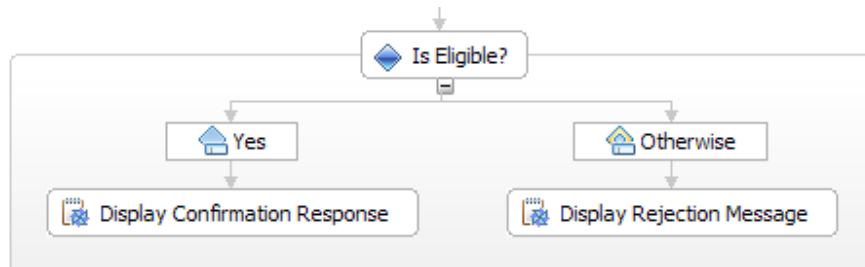 Is Eligible?
Yes
Otherwise
Display Confirmation Response
Display Rejection Message